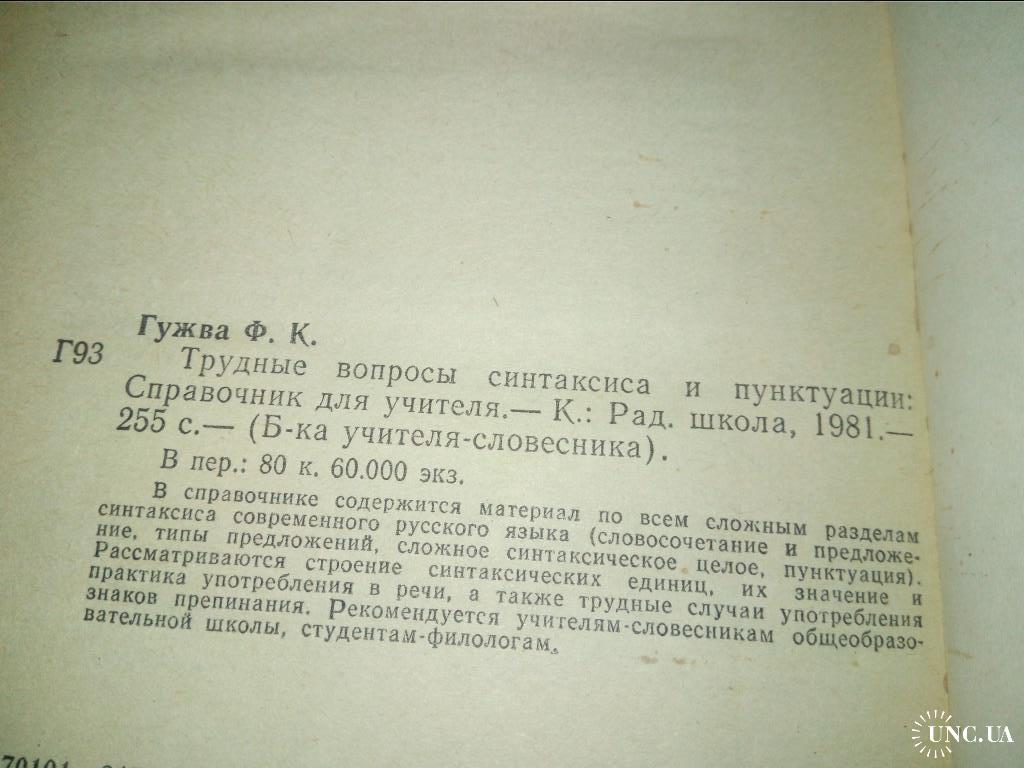 Гужва Ф. К.
Г93
Трудные вопросы синтаксиса и пунктуации:
Справочник для учителя.— К.: Рад. школа, 1981.—
255 с.— (Б-ка учителя-словесника).
В пер.: 80 к. 60.000 экз.
В справочнике содержится материал по всем сложным разделам
синтаксиса современного русского языка (словосочетание и предложе-
ние, типы предложений, сложное синтаксическое целое, пунктуация).
Рассматриваются строение синтаксических единиц, их значение и
практика употребления в речи, а также трудные случаи употребления
знаков препинания. Рекомендуется учителям-словесникам общеобразо-
вательной школы, студентам-филологам.
UNC.UA